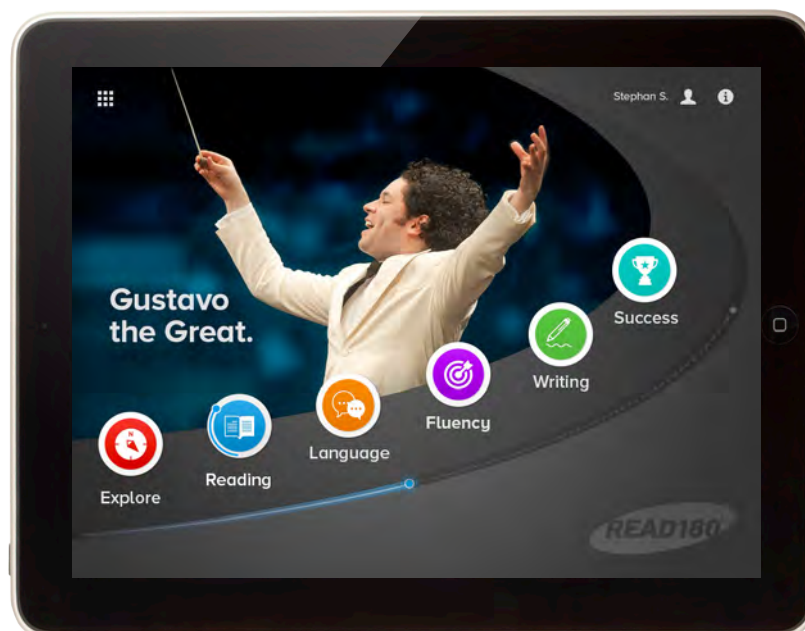 Stephan S.
Gustavo
the Great.
Success
Writing
Fluency
Language
Reading
Explore
N
READ180